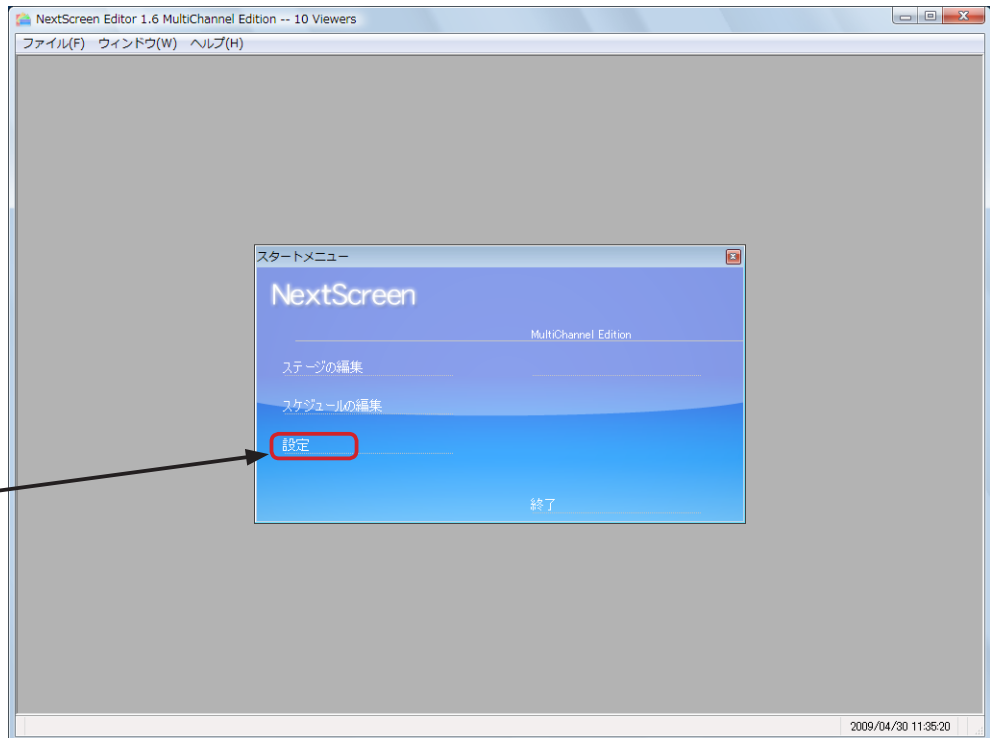 NextScreen Editor 1.6 MultiChannel Edition -- 10 Viewers
ファイル(F) ウィンドウ(W) ヘルプ(H)
スタートメニュー
NextScreen
MultiChannel Edition
ステージの編集
スケジュールの編集
設定
終了
2009/04/30 11:35:20